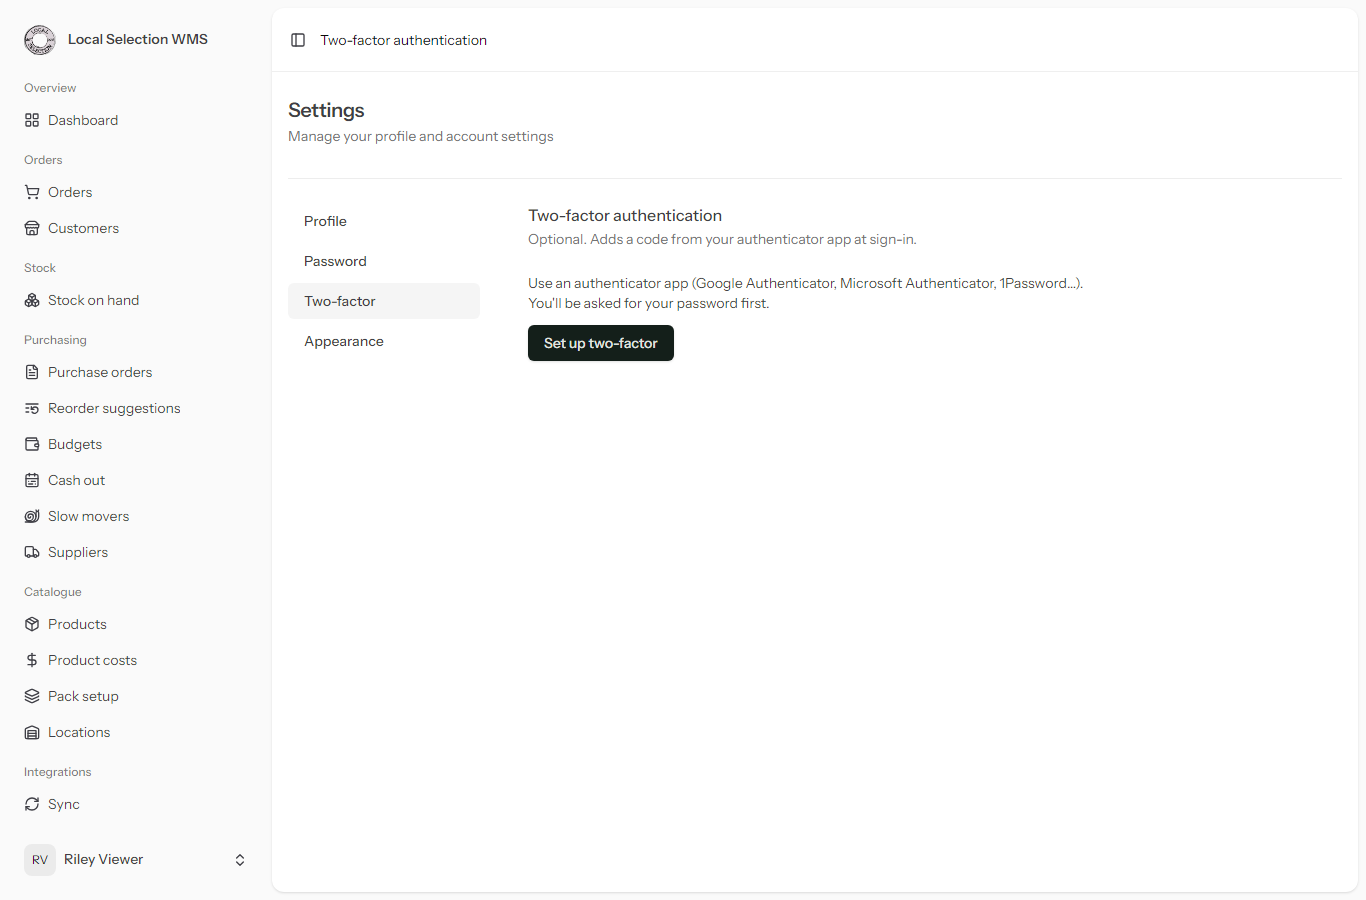 LOCAL
SELECTION
Local Selection WMS
Overview
Dashboard
Orders
Orders
Customers
Stock
Stock on hand
Purchasing
Purchase orders
Reorder suggestions
Budgets
Cash out
Slow movers
Suppliers
Catalogue
Products
Product costs
Pack setup
Locations
Integrations
Sync
RV
Riley Viewer
Two-factor authentication
Settings
Manage your profile and account settings
Profile
Password
Two-factor
Appearance
Two-factor authentication
Optional. Adds a code from your authenticator app at sign-in.
Use an authenticator app (Google Authenticator, Microsoft Authenticator, 1Password...).
You'll be asked for your password first.
Set up two-factor